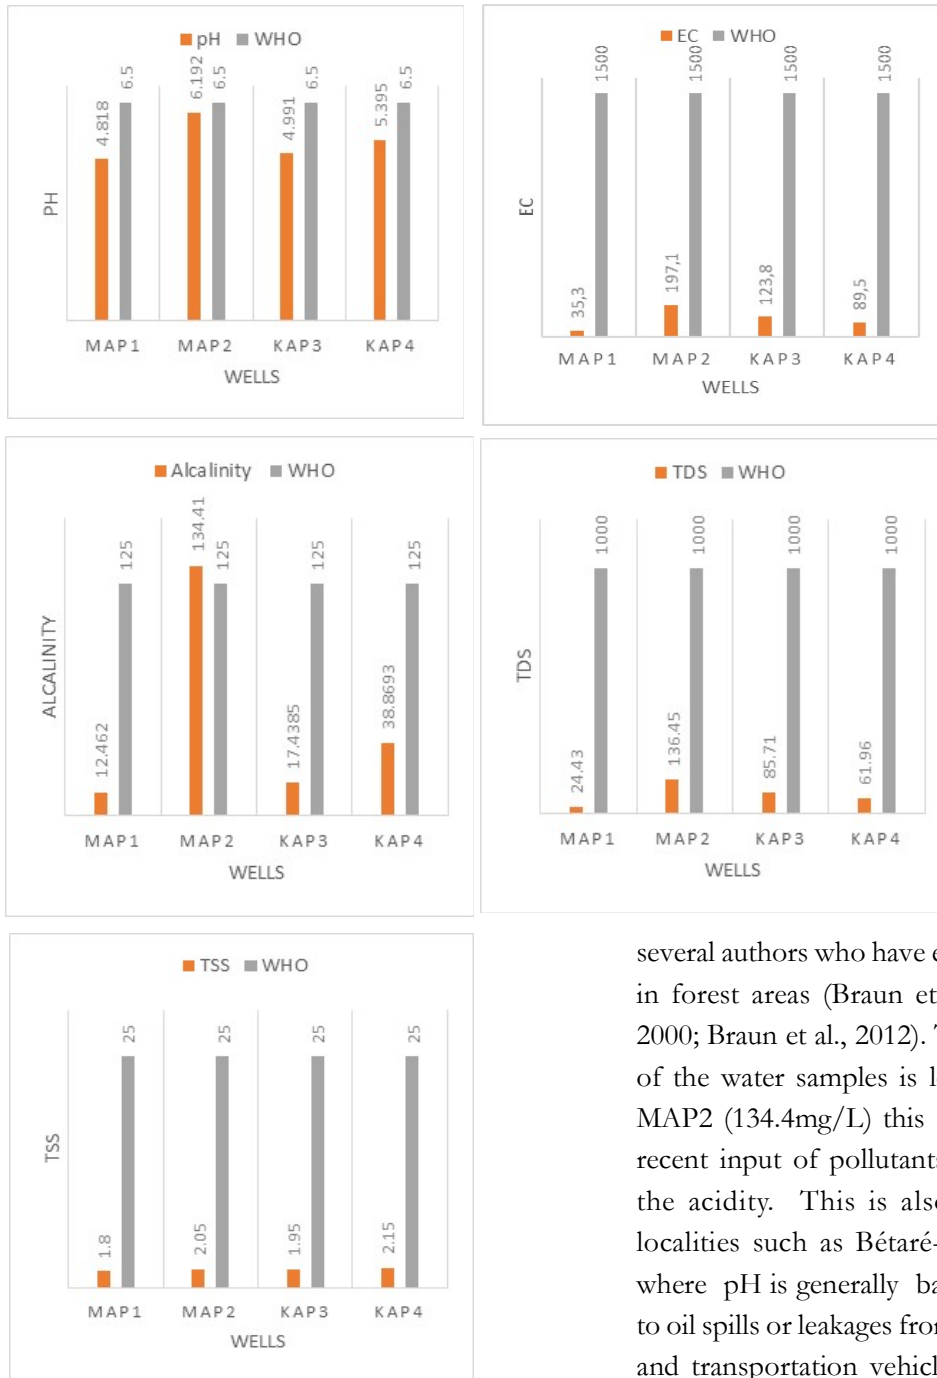 pH WHO
4.818 6.5 6.192 6.5 4.991 6.5 5.395 6.5
PH
MAP1 MAP2 KAP3 KAP4
WELLS
EC WHO
35,3 1500 197,1 1500 123,8 1500 89,5 1500
EC
MAP1 MAP2 KAP3 KAP4
WELLS
Alcalinity WHO
12.462 125 134.41 125 17.4385 125 38.8693 125
ALCALINITY
MAP1 MAP2 KAP3 KAP4
WELLS
TDS WHO
24.43 1000 136.45 1000 85.71 1000 61.96 1000
TDS
MAP1 MAP2 KAP3 KAP4
WELLS
TSS WHO
1.8 25 2.05 25 1.95 25 2.15 25
TSS
MAP1 MAP2 KAP3 KAP4
WELLS
several authors who have
in forest areas (Braun et
2000; Braun et al., 2012).
of the water samples is
MAP2 (134.4mg/L) this
recent input of pollutants
the acidity. This is also
localities such as Bétaré-
where pH is generally
to oil spills or leakages from
and transportation